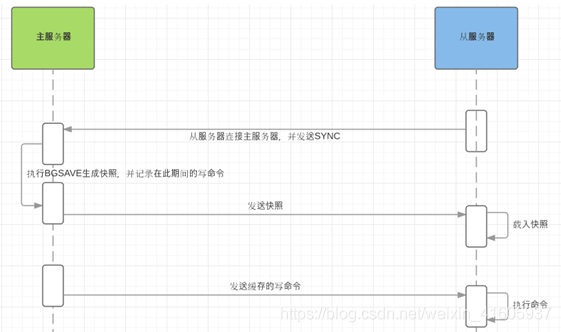 主服务器
从服务器
从服务器连接主服务器，并发送SYNC
执行BGSAVE生成快照，并记录在此期间的写命令
发送快照
载入快照
发送缓存的写命令
执行命令
https://blog.csdn.net/weixin_41605937